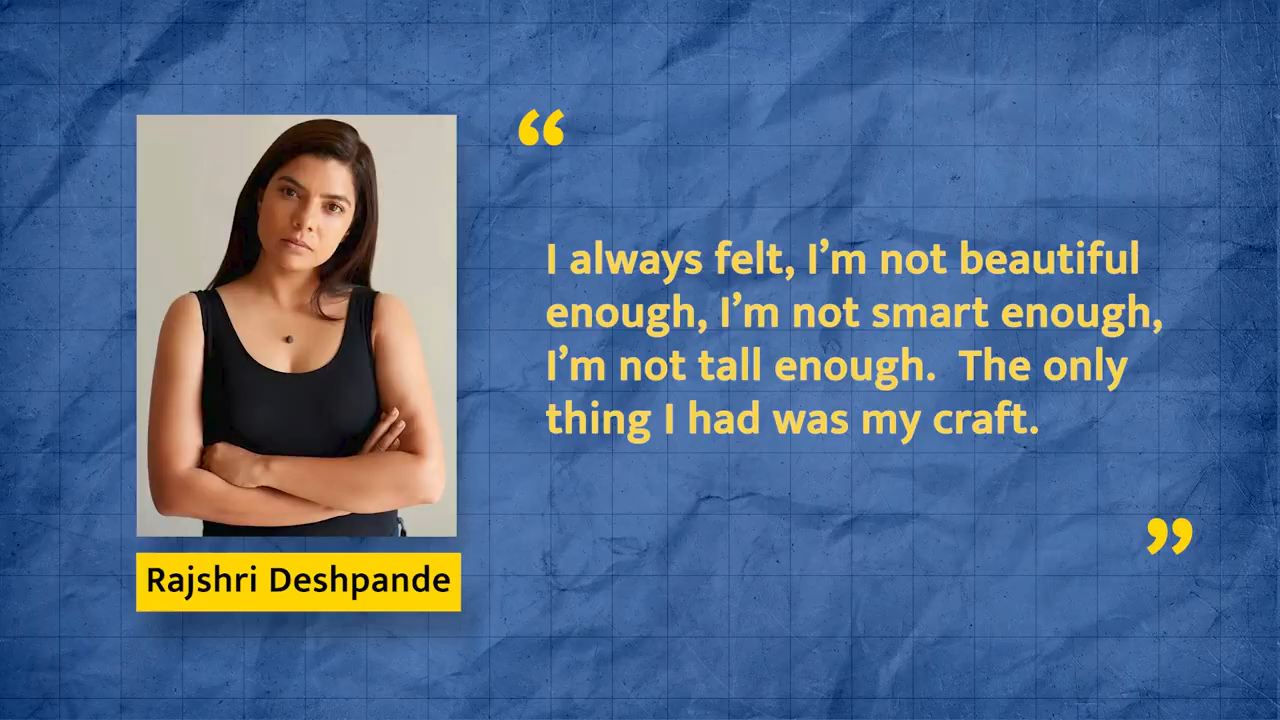 “
I always felt, I’m not beautiful
enough, I’m not smart enough,
I’m not tall enough.  The only
thing I had was my craft.
”
Rajshri Deshpande